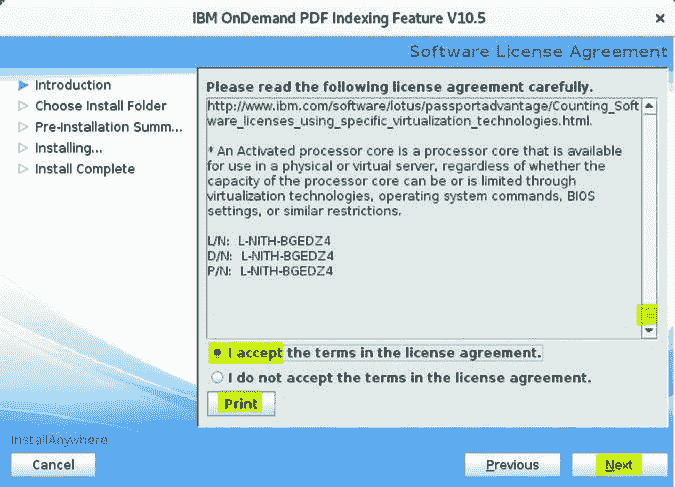 IBM OnDemand PDF Indexing Feature V10.5
Software License Agreement
Introduction
Choose Install Folder
Pre-Installation Summ...
Installing...
Install Complete
Please read the following license agreement carefully.
http://www.ibm.com/software/lotus/passportadvantage/Counting_Soft
ware_licenses_using_specific_virtualization_technologies.html.
* An Activated processor core is a processor core that is available
for use in a physical or virtual server, regardless of whether the
capacity of the processor core can be or is limited through
virtualization technologies, operating system commands, BIOS
settings, or similar restrictions.
L/N: L-NITH-BGEDZ4
D/N: L-NITH-BGEDZ4
P/N: L-NITH-BGEDZ4
I accept the terms in the license agreement.
I do not accept the terms in the license agreement.
Print
InstallAnywhere
Cancel
Previous
Next